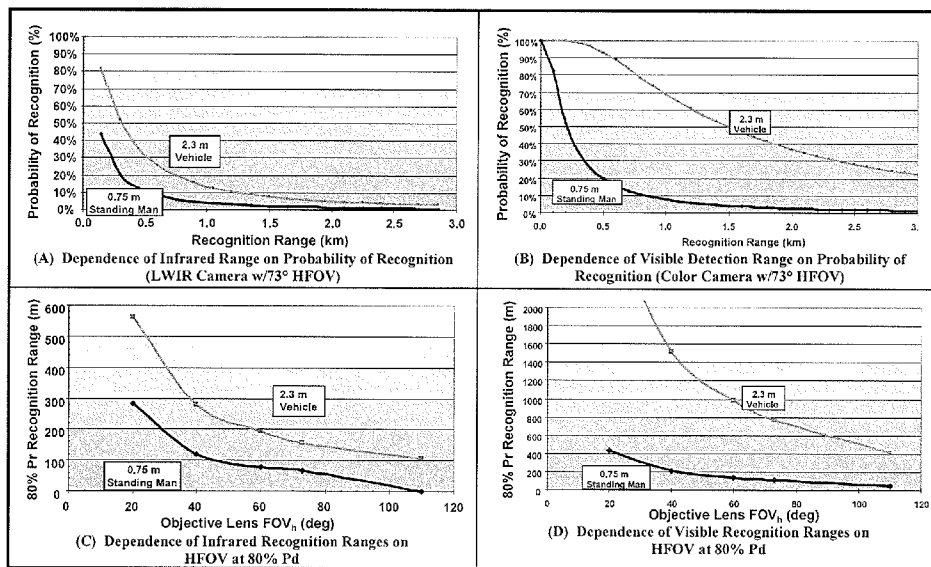 Probability of Recognition (%)
100%
90%
80%
70%
60%
50%
40%
30%
20%
10%
0%
2.3 m
Vehicle
0.75 m
Standing Man
0.0 0.5 1.0 1.5 2.0 2.5 3.0
Recognition Range (km)
(A) Dependence of Infrared Range on Probability of Recognition
(LWIR Camera w/73° HFOV)
Probability of Recognition (%)
100%
90%
80%
70%
60%
50%
40%
30%
20%
10%
0%
2.3 m
Vehicle
0.75 m
Standing Man
0.0 0.5 1.0 1.5 2.0 2.5 3.0
Recognition Range (km)
(B) Dependence of Visible Detection Range on Probability of
Recognition (Color Camera w/73° HFOV)
80% Pr Recognition Range (m)
600
500
400
300
200
100
0
2.3 m
Vehicle
0.75 m
Standing Man
0 20 40 60 80 100 120
Objective Lens FOVh (deg)
(C) Dependence of Infrared Recognition Ranges on
HFOV at 80% Pd
80% Pr Recognition Range (m)
2000
1800
1600
1400
1200
1000
800
600
400
200
0
2.3 m
Vehicle
0.75 m
Standing Man
0 20 40 60 80 100 120
Objective Lens FOVh (deg)
(D) Dependence of Visible Recognition Ranges on
HFOV at 80% Pd